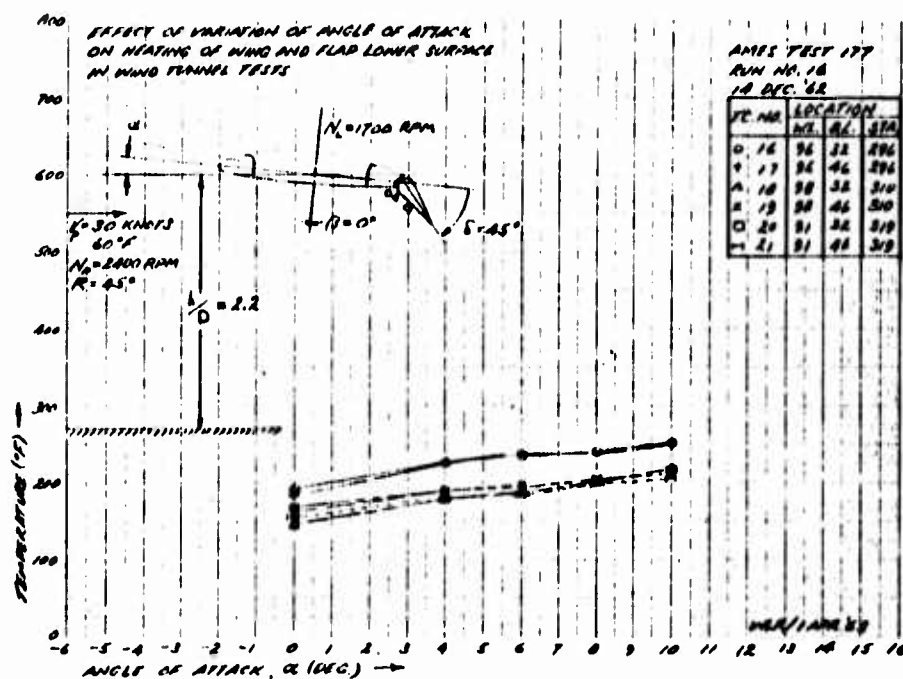 EFFECT OF VARIATION OF ANGLE OF ATTACK
ON HEATING OF WING AND FLAP LOWER SURFACE
IN WIND TUNNEL TESTS
AMES TEST 177
RUN NO. 16
14 DEC. '62
TC. NO. LOCATION
WL BL STA
16 96 32 296
17 96 46 296
18 98 32 310
19 98 46 310
20 91 32 319
21 91 46 319
α
N = 1700 RPM
β = 0°
δ = 45°
= 30 KNOTS
60°F
= 2400 RPM
= 45°
h/D = 2.2
TEMPERATURE (°F) →
800
700
600
500
400
300
200
100
0
-6 -5 -4 -3 -2 -1 0 1 2 3 4 5 6 7 8 9 10 11 12 13 14 15 16
ANGLE OF ATTACK, α (DEG.) →